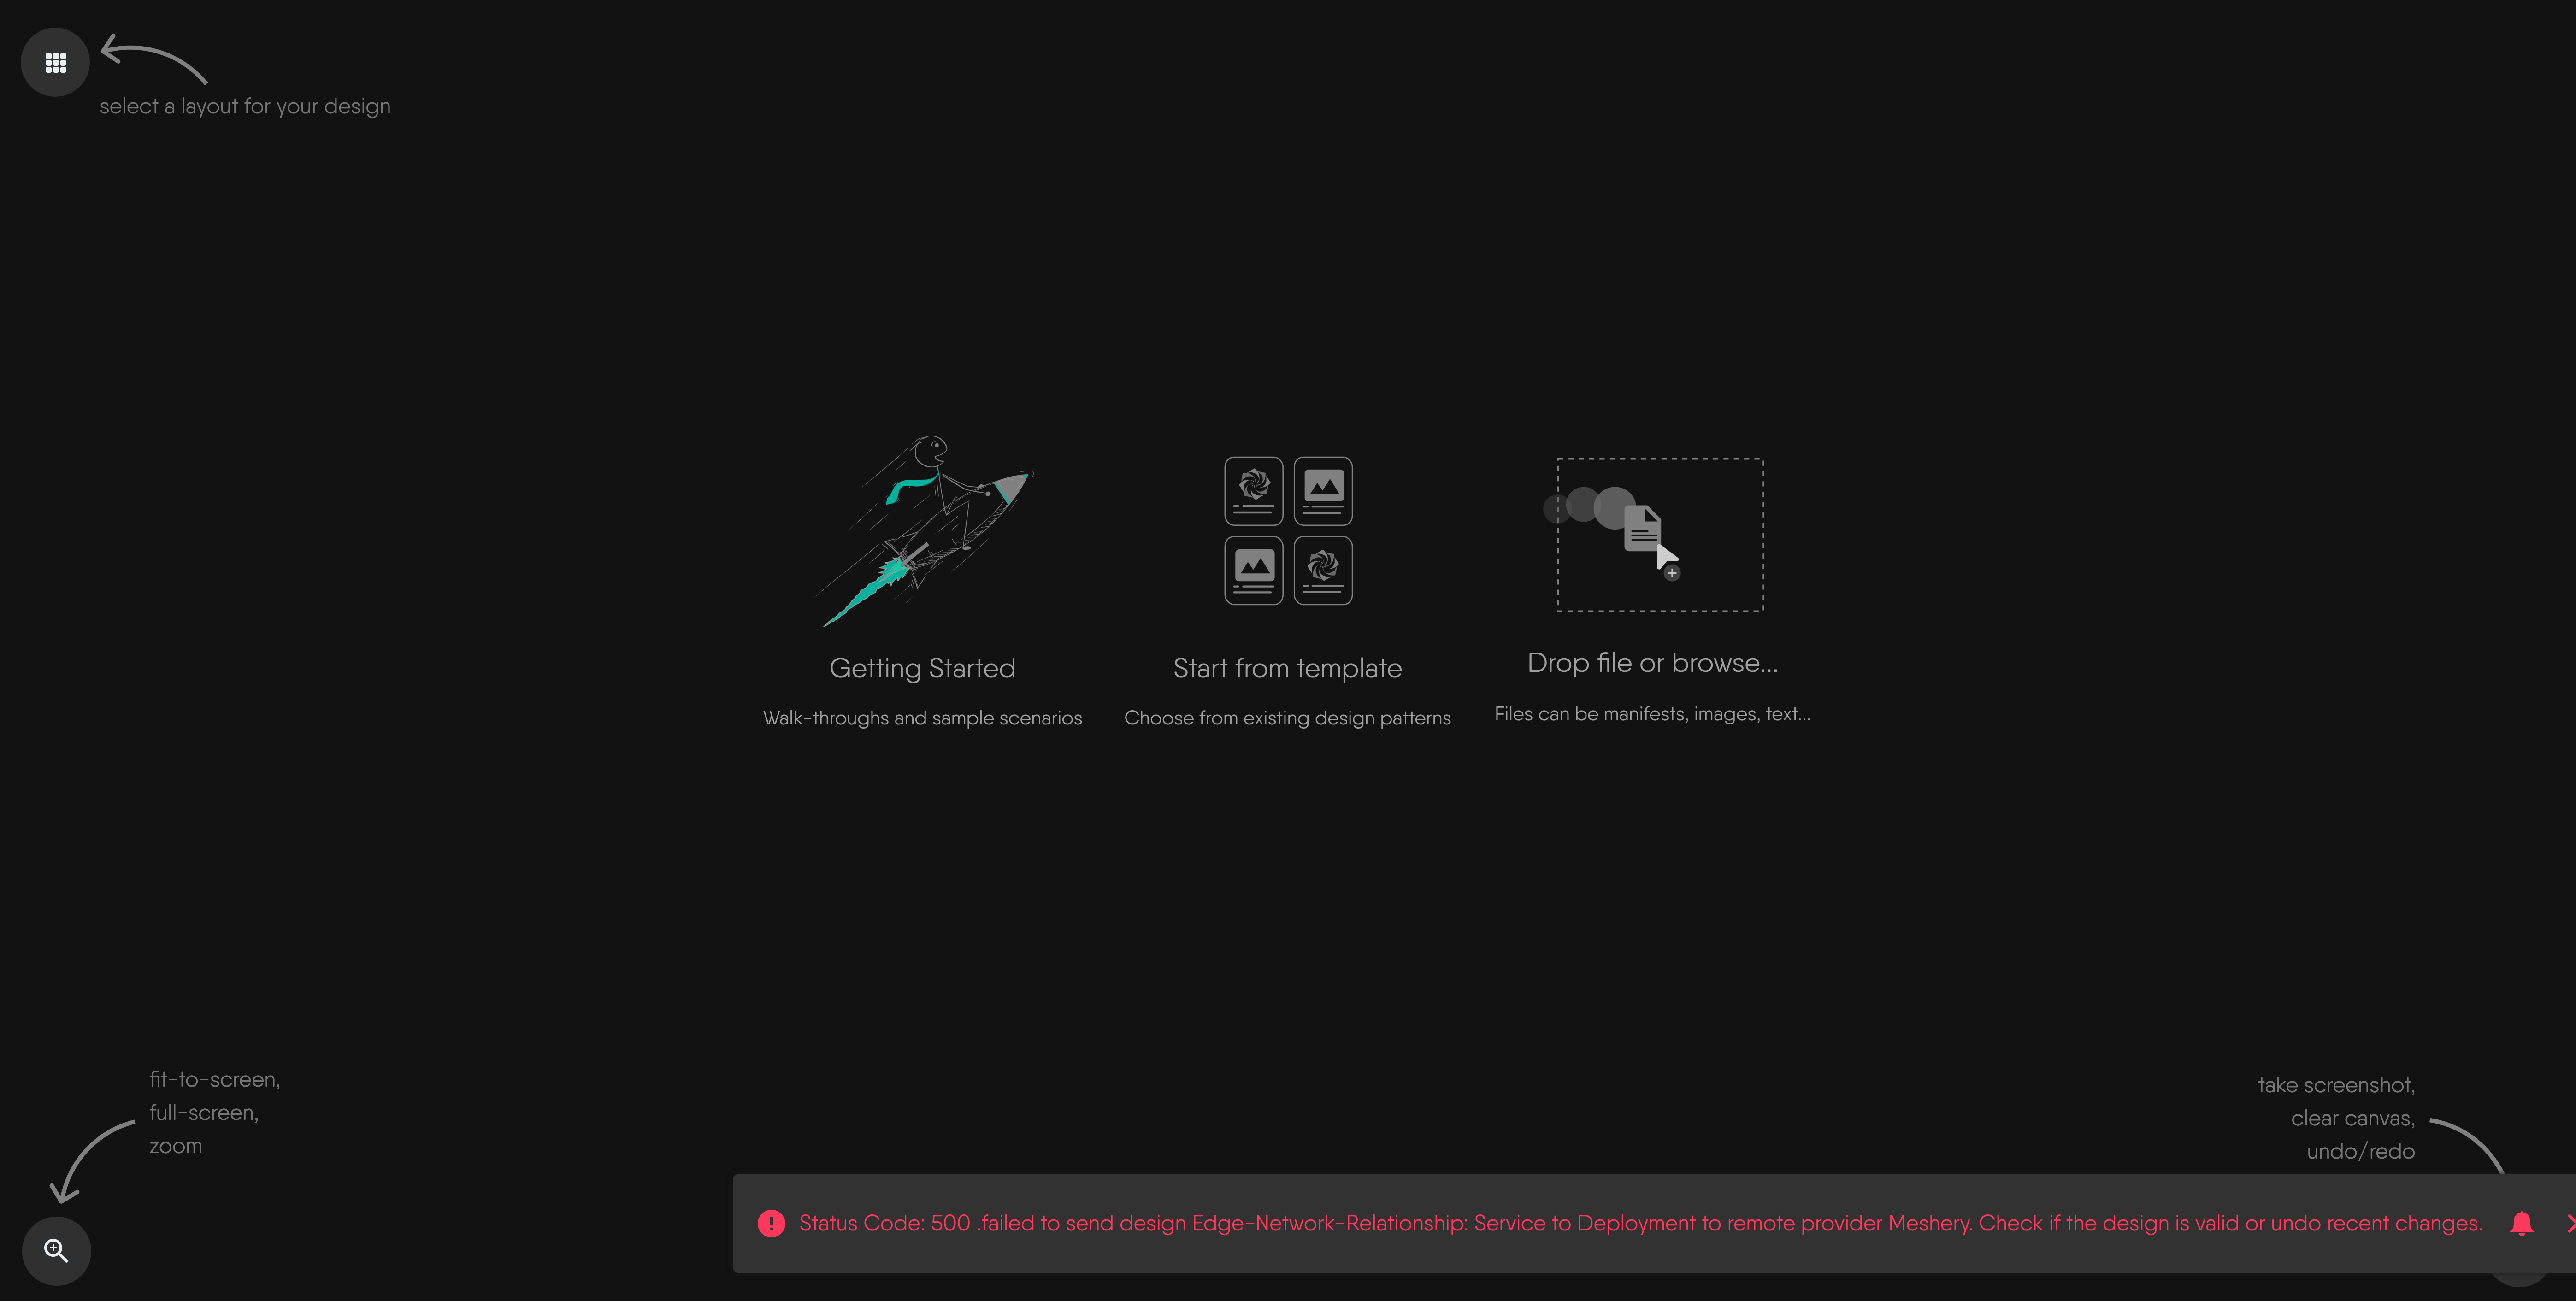 select a layout for your design
Getting Started
Walk-throughs and sample scenarios
Start from template
Choose from existing design patterns
Drop file or browse...
Files can be manifests, images, text...
fit-to-screen,
full-screen,
zoom
take screenshot,
clear canvas,
undo/redo
Status Code: 500 .failed to send design Edge-Network-Relationship: Service to Deployment to remote provider Meshery. Check if the design is valid or undo recent changes.